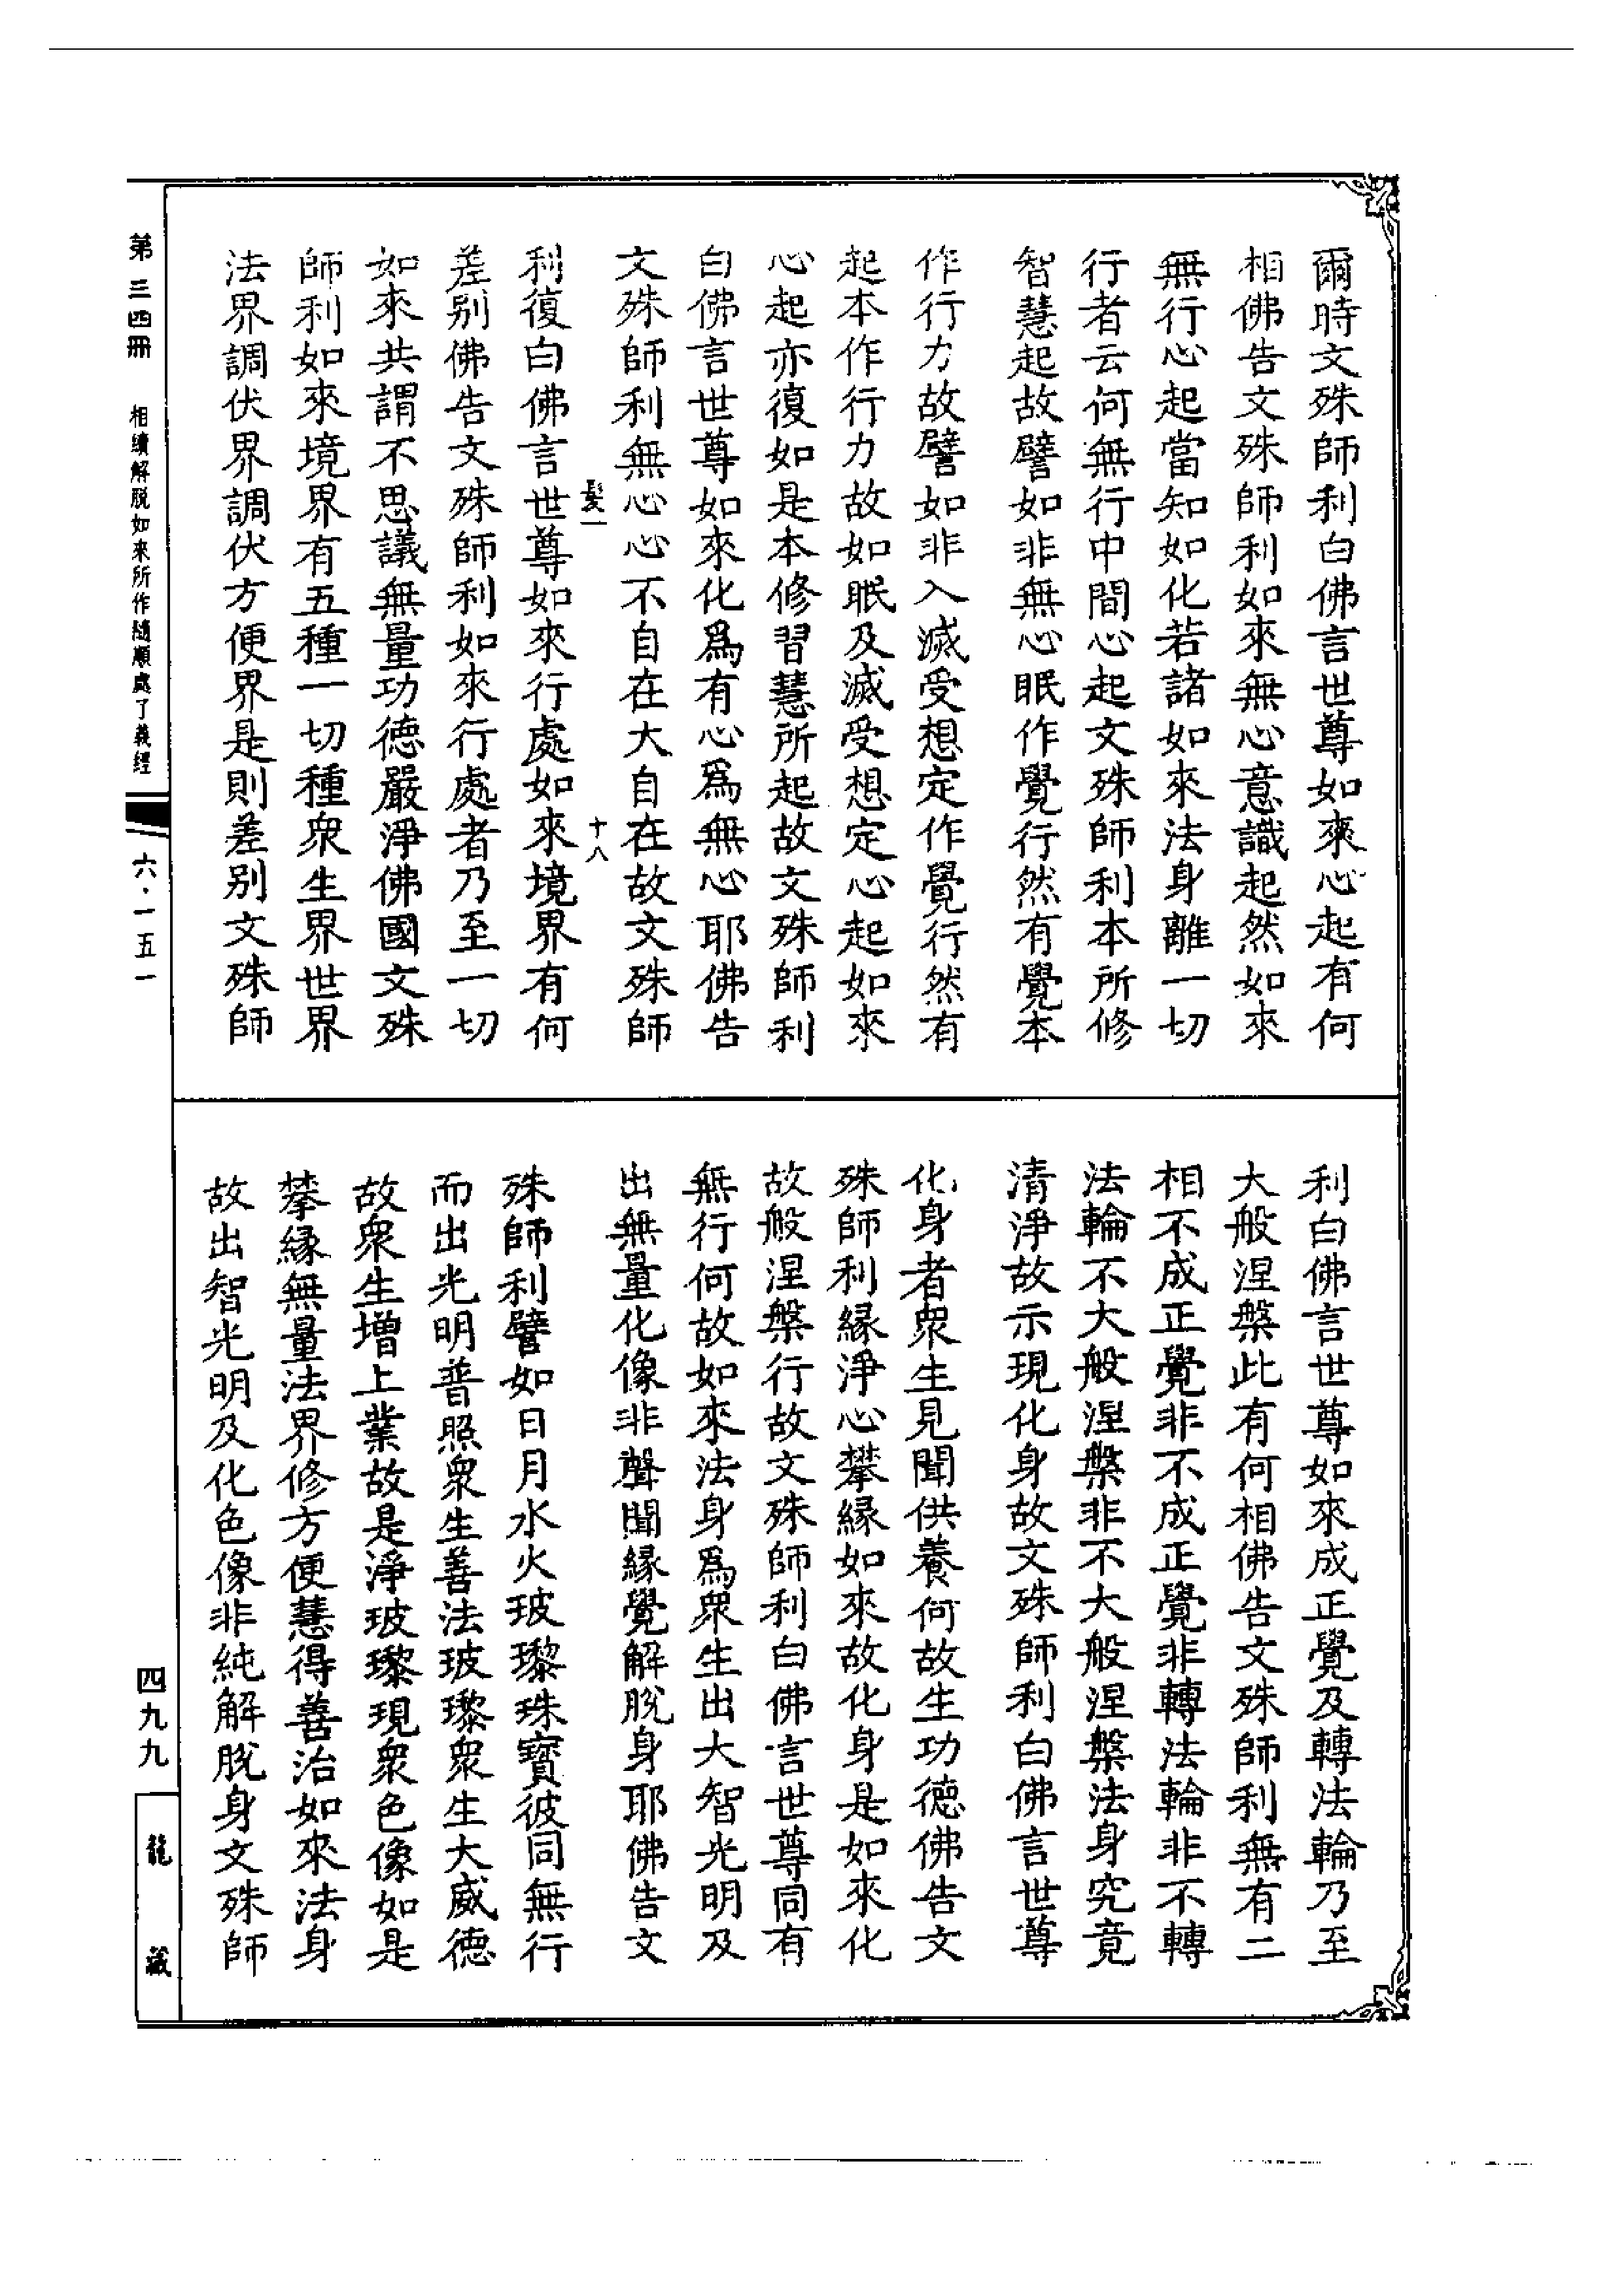 爾時文殊師利白佛言世尊如來心起有何
相佛告文殊師利如來無心意識起然如來
無行心起當知如化若諸如來法身離一切
行者云何無行中間心起文殊師利本所修
智慧起故譬如非無心眠作覺行然有覺本
作行力故譬如非入滅受想定作覺行然有
起本作行力故如眠及滅受想定心起如來
心起亦復如是本修習慧所起故文殊師利
白佛言世尊如來化爲有心爲無心耶佛告
文殊師利無心心不自在大自在故文殊師
髮一
十八
利復白佛言世尊如來行處如來境界有何
差別佛告文殊師利如來行處者乃至一切
如來共謂不思議無量功德嚴淨佛國文殊
師利如來境界有五種一切種衆生界世界
法界調伏界調伏方便界是則差別文殊師
利白佛言世尊如來成正覺及轉法輪乃至
大般涅槃此有何相佛告文殊師利無有二
相不成正覺非不成正覺非轉法輪非不轉
法輪不大般涅槃非不大般涅槃法身究竟
清淨故示現化身故文殊師利白佛言世尊
化身者衆生見聞供養何故生功德佛告文
殊師利緣淨心攀緣如來故化身是如來化
故般涅槃行故文殊師利白佛言世尊同有
無行何故如來法身爲衆生出大智光明及
出無量化像非聲聞緣覺解脫身耶佛告文
殊師利譬如日月水火玻瓈珠寶彼同無行
而出光明普照衆生善法玻瓈衆生大威德
故衆生增上業故是淨玻瓈現衆色像如是
攀緣無量法界修方便慧得善治如來法身
故出智光明及化色像非純解脫身文殊師
第三四冊
相續解脫如來所作隨順處了義經
六·一五一
四九九
龍藏